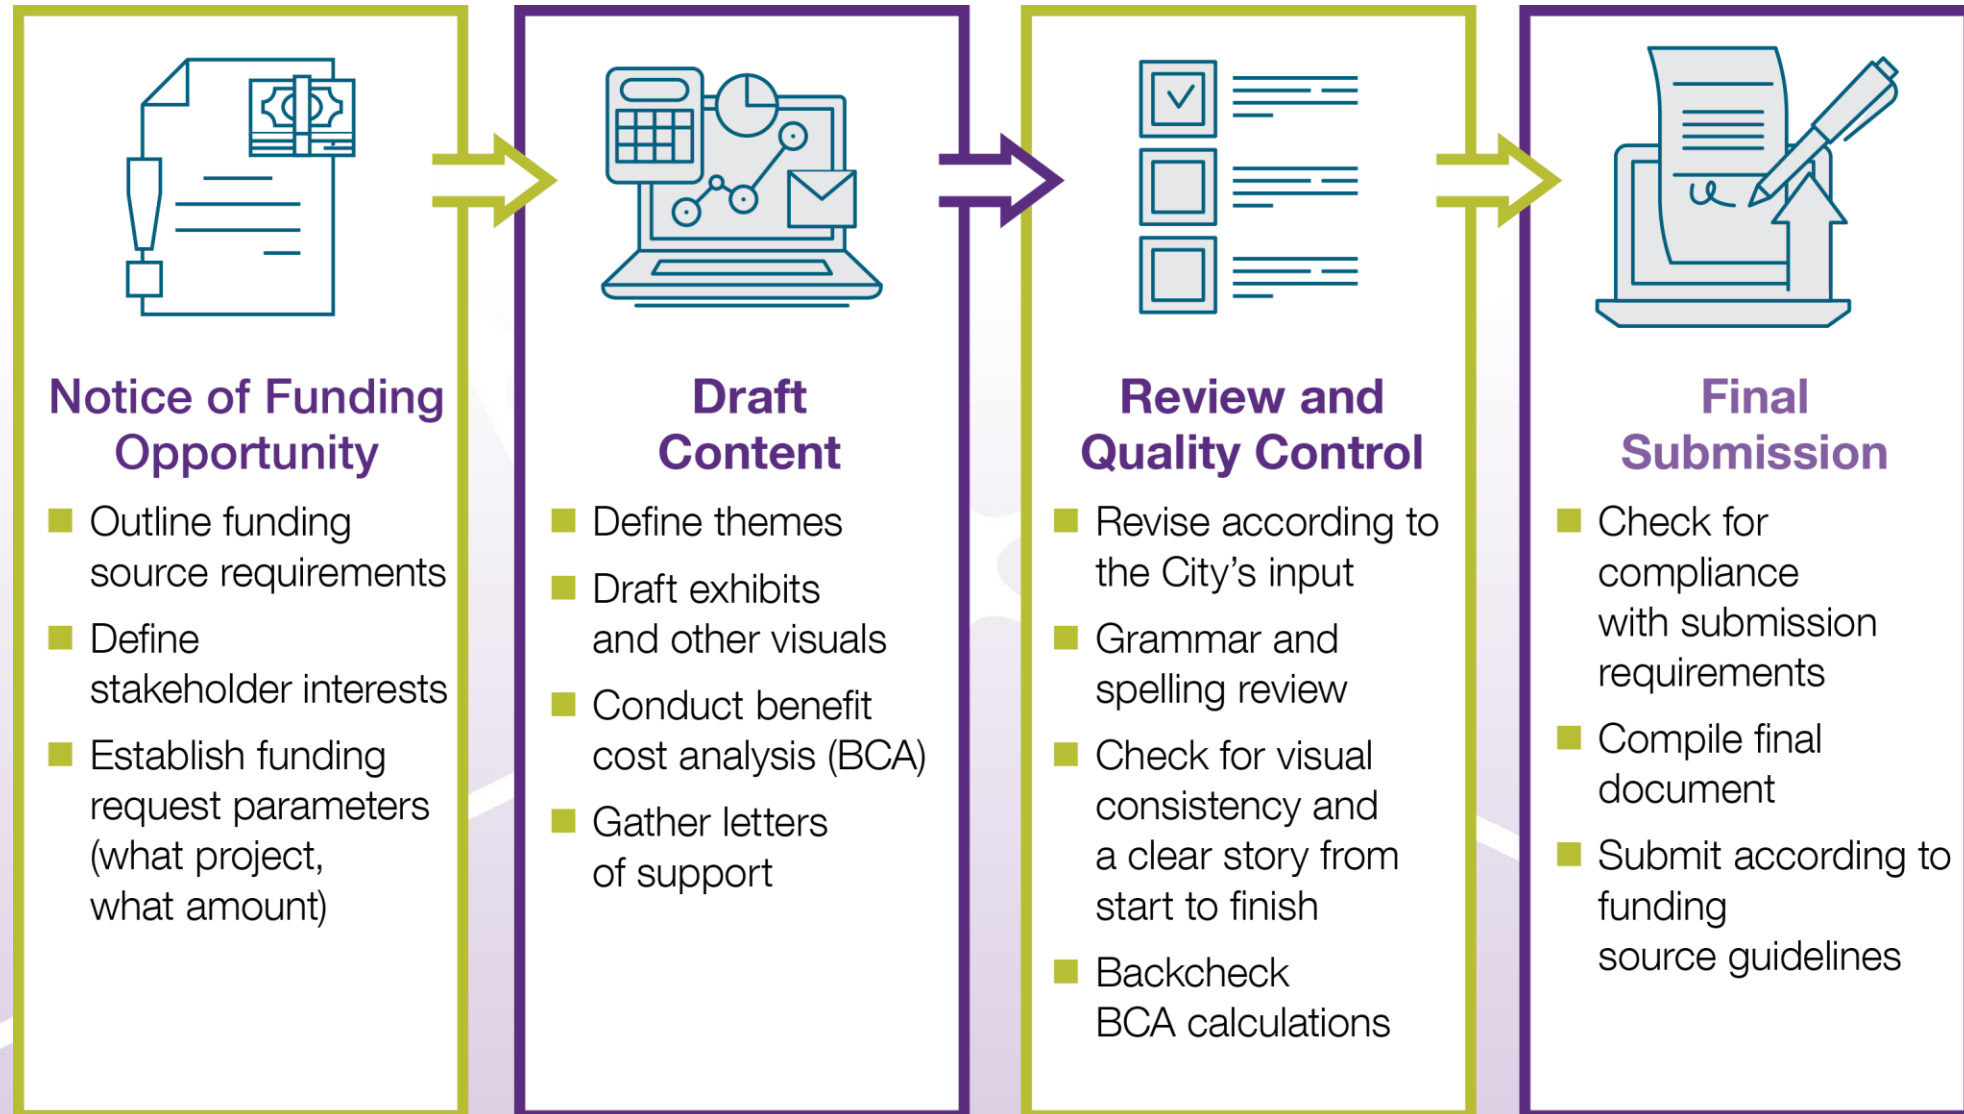 Notice of Funding
Opportunity
■ Outline funding
source requirements
■ Define
stakeholder interests
■ Establish funding
request parameters
(what project,
what amount)
Draft
Content
■ Define themes
■ Draft exhibits
and other visuals
■ Conduct benefit
cost analysis (BCA)
■ Gather letters
of support
Review and
Quality Control
■ Revise according to
the City’s input
■ Grammar and
spelling review
■ Check for visual
consistency and
a clear story from
start to finish
■ Backcheck
BCA calculations
Final
Submission
■ Check for
compliance
with submission
requirements
■ Compile final
document
■ Submit according to
funding
source guidelines